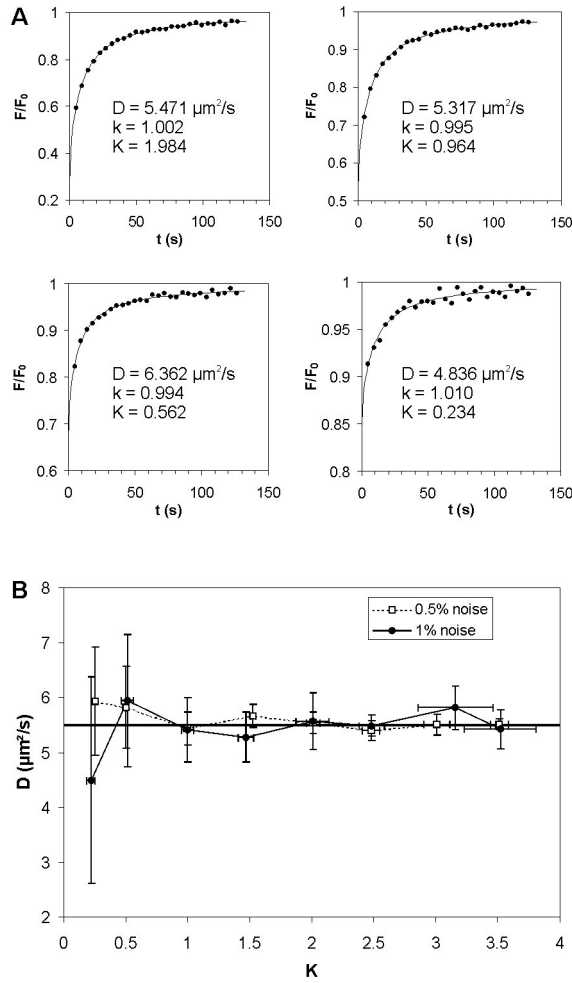 A
F/F0
1
0.8
0.6
0.4
0.2
D = 5.471 µm²/s
k = 1.002
K = 1.984
0 50 100 150
t (s)
F/F0
1
0.9
0.8
0.7
0.6
0.5
D = 5.317 µm²/s
k = 0.995
K = 0.964
0 50 100 150
t (s)
F/F0
1
0.9
0.8
0.7
0.6
D = 6.362 µm²/s
k = 0.994
K = 0.562
0 50 100 150
t (s)
F/F0
1
0.95
0.9
0.85
0.8
D = 4.836 µm²/s
k = 1.010
K = 0.234
0 50 100 150
t (s)
B
D (µm²/s)
8
7
6
5
4
3
2
0.5% noise
1% noise
0 0.5 1 1.5 2 2.5 3 3.5 4
K